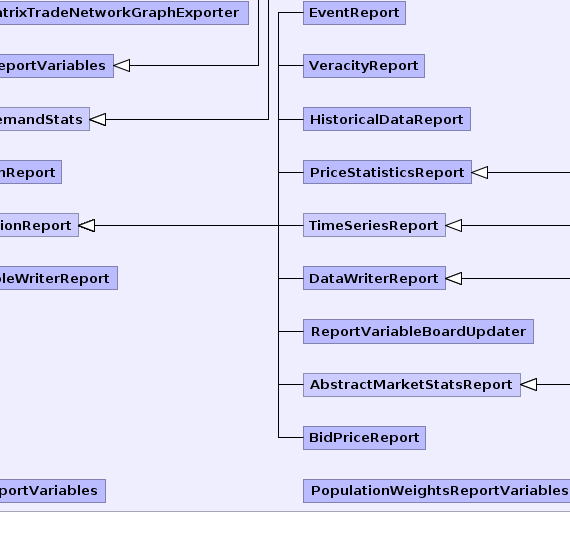 atrixTradeNetworkGraphExporter
eportVariables
emandStats
nReport
ionReport
leWriterReport
portVariables
EventReport
VeracityReport
HistoricalDataReport
PriceStatisticsReport
TimeSeriesReport
DataWriterReport
ReportVariableBoardUpdater
AbstractMarketStatsReport
BidPriceReport
PopulationWeightsReportVariables